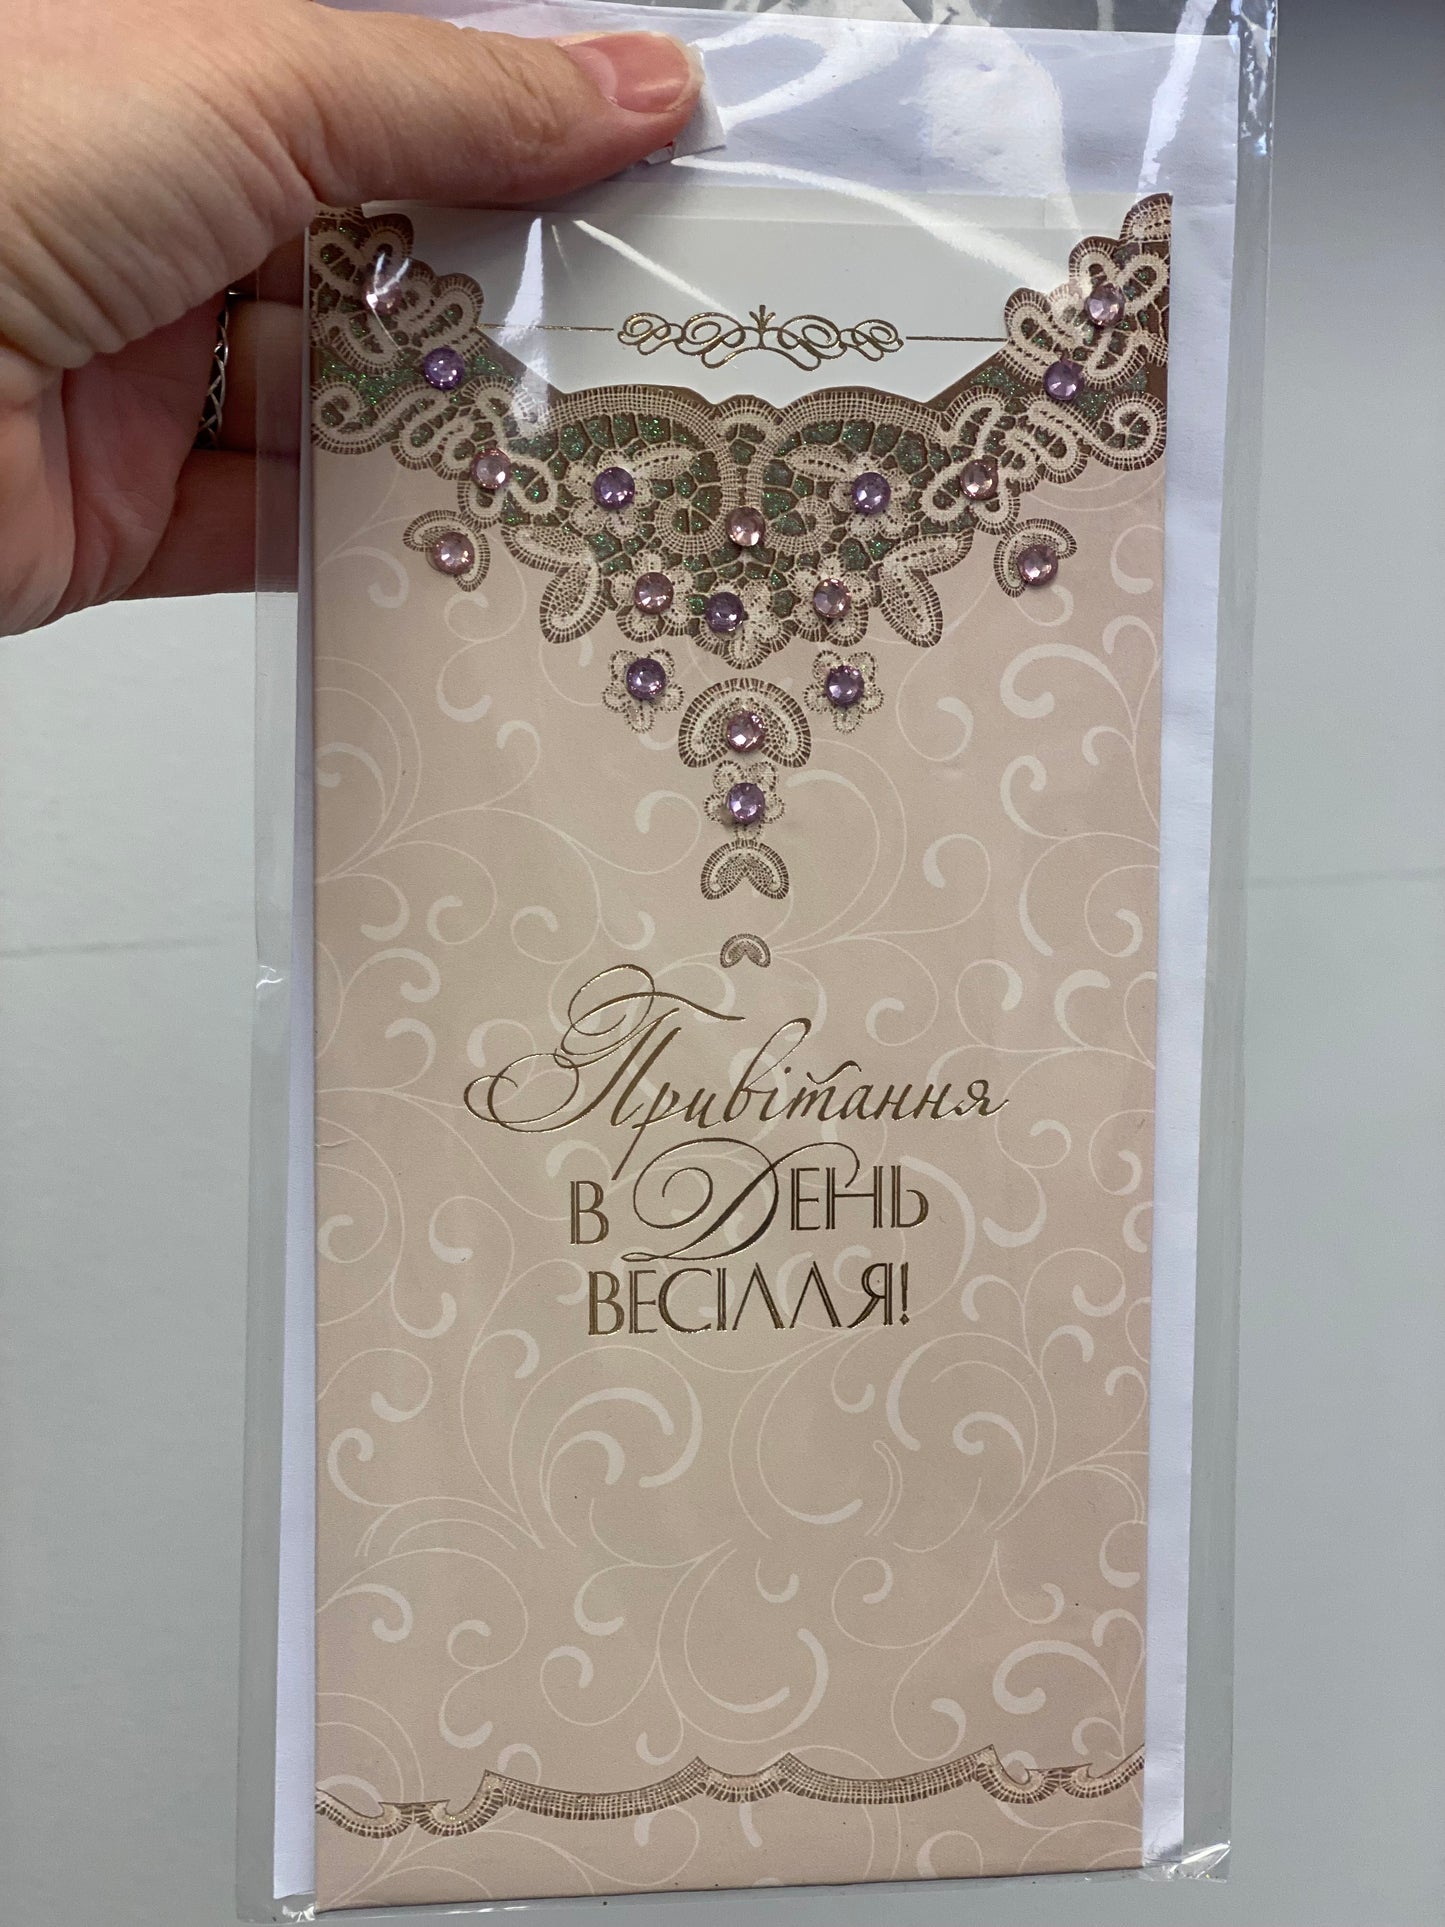 Привітання
в День
весілля!